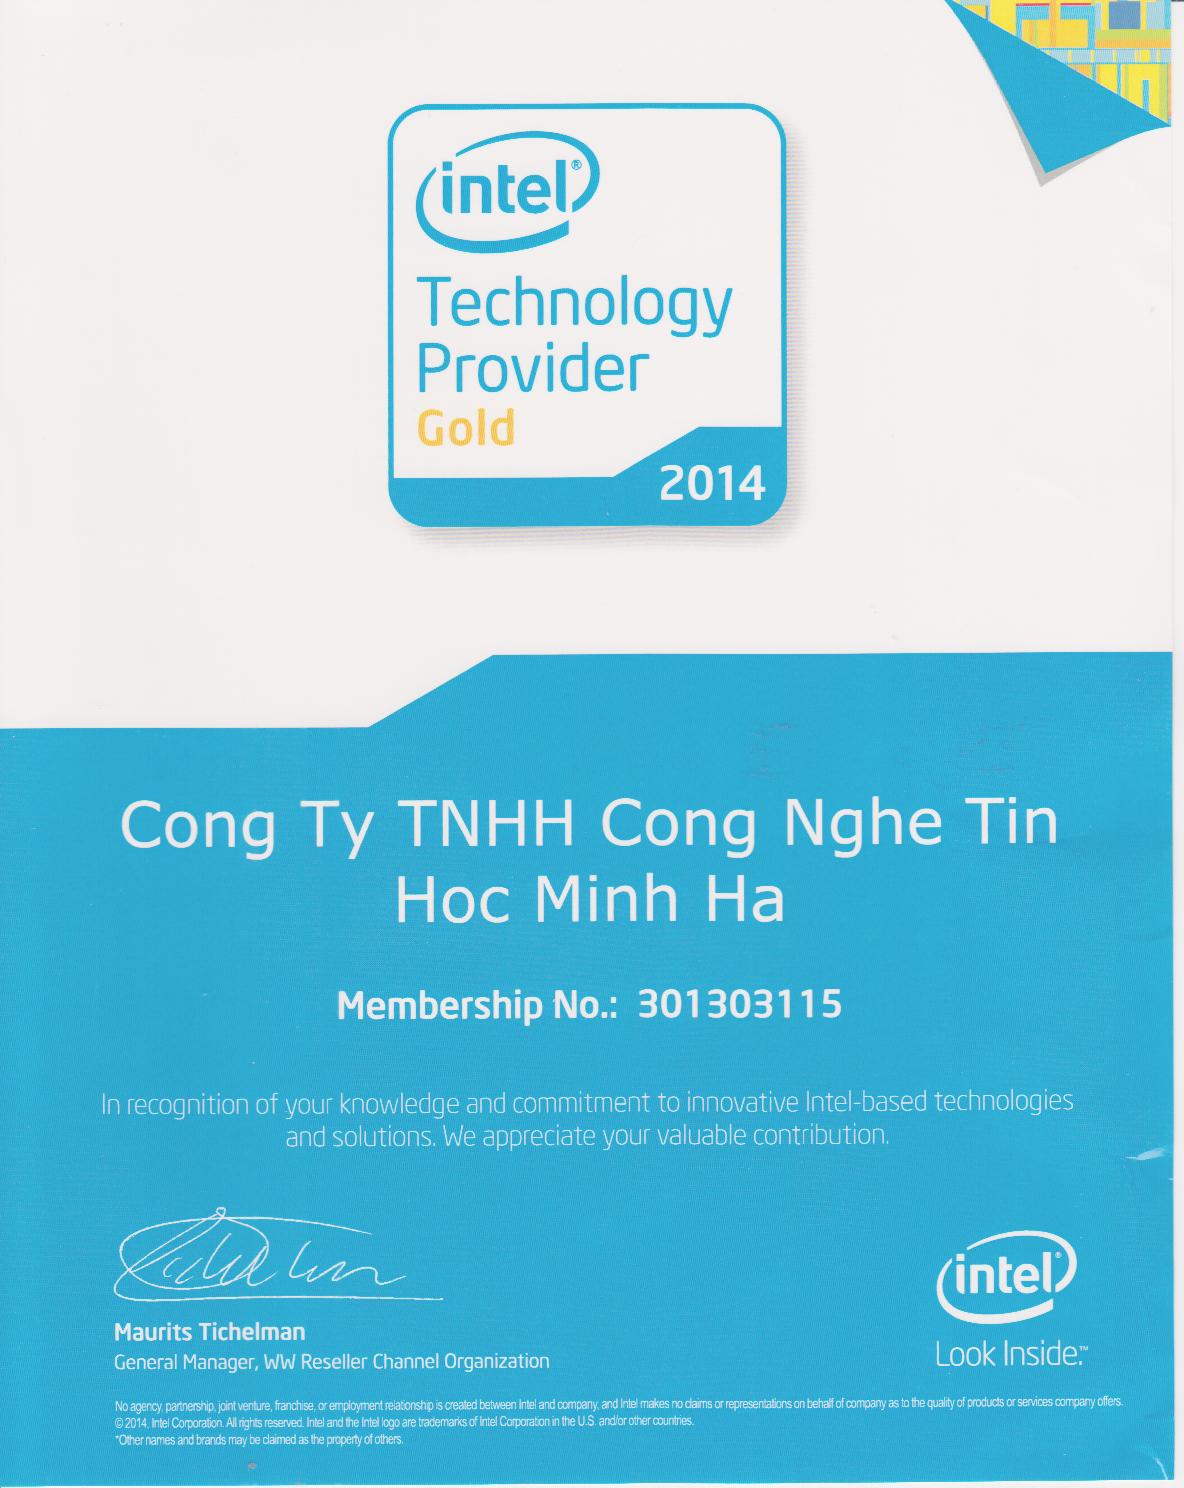 intel®
Technology
Provider
Gold
2014
Cong Ty TNHH Cong Nghe Tin
Hoc Minh Ha
Membership No.: 301303115
In recognition of your knowledge and commitment to innovative Intel-based technologies
and solutions. We appreciate your valuable contribution.
Maurits Tichelman
General Manager, WW Reseller Channel Organization
intel®
Look Inside.™
No agency, partnership, joint venture, franchise, or employment relationship is created between Intel and company, and Intel makes no claims or representations on behalf of company as to the quality of products or services company offers.
© 2014, Intel Corporation. All rights reserved. Intel and the Intel logo are trademarks of Intel Corporation in the U.S. and/or other countries.
*Other names and brands may be claimed as the property of others.